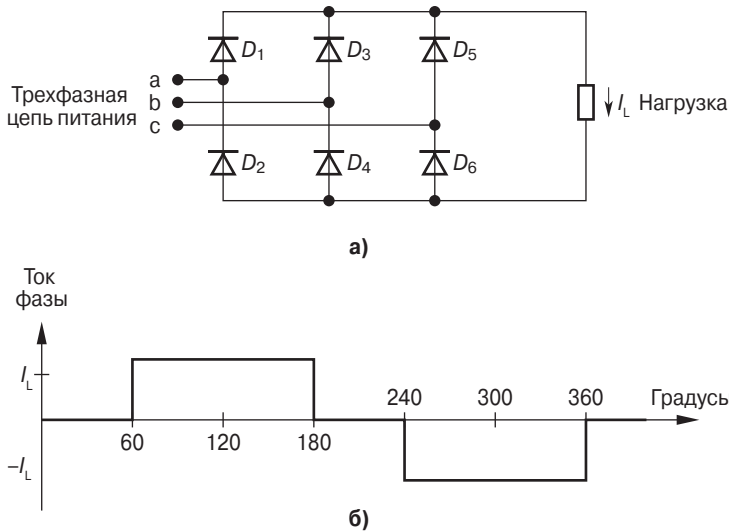 D1 D3 D5
a
b
c
Трехфазная
цепь питания
IL Нагрузка
D2 D4 D6
а)
Ток
фазы
IL
240 300 360 Градусь
60 120 180
–IL
б)